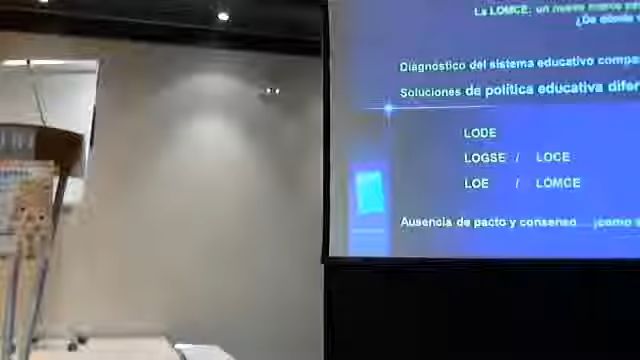 La LOMCE: un nuevo marco
¿De dónde
Diagnóstico del sistema educativo compa
Soluciones de política educativa difer
LODE
LOGSE / LOCE
LOE / LOMCE
Ausencia de pacto y consenso... ¿como